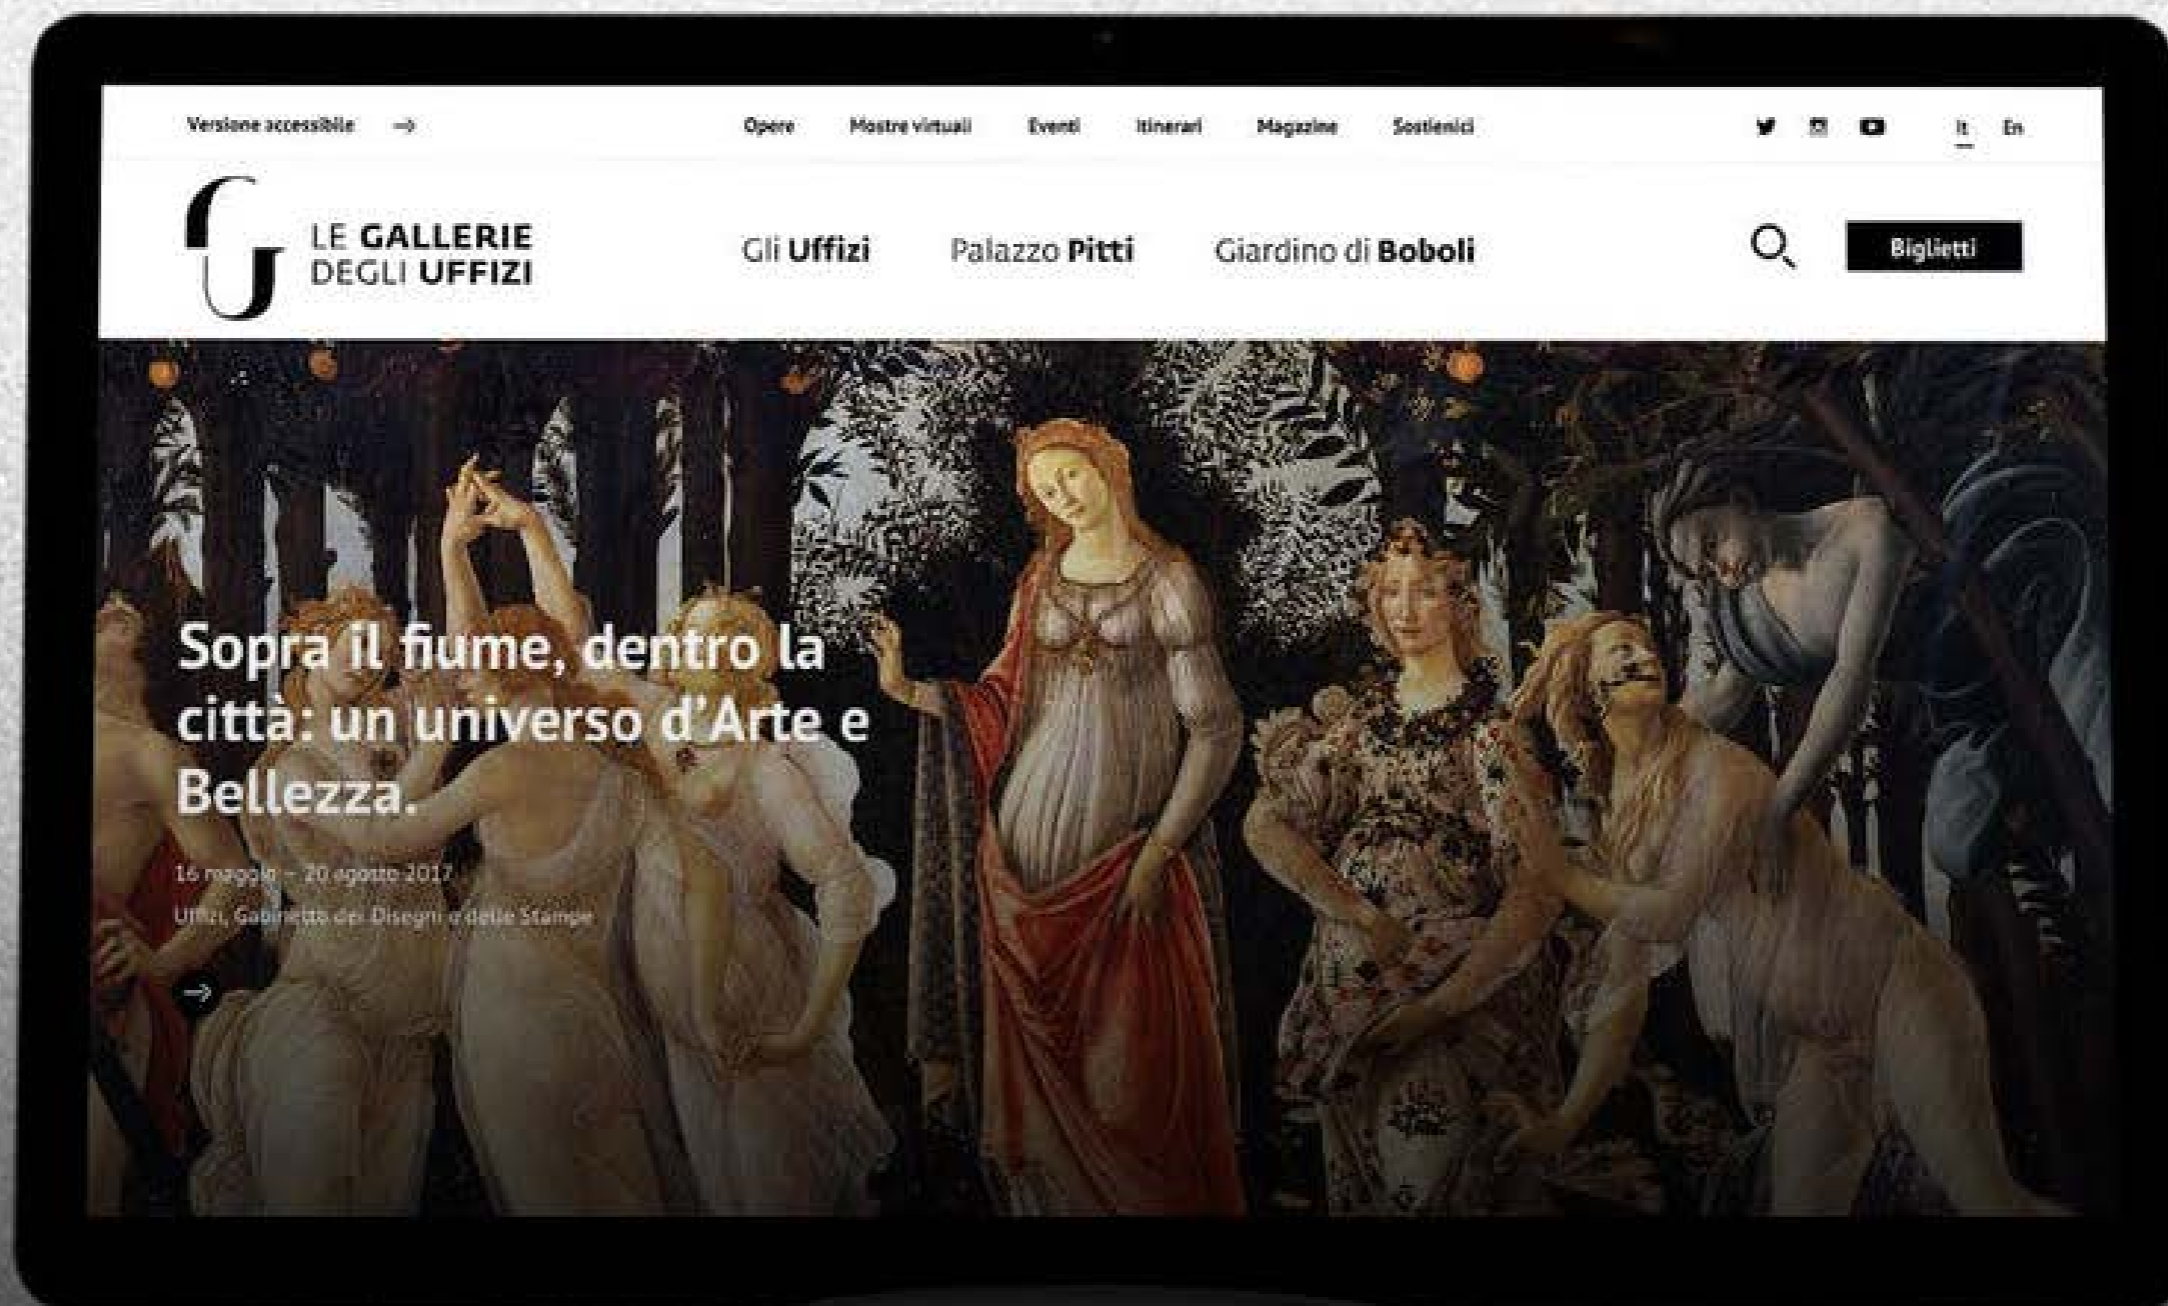 Versione accessibile →
Opere Mostre virtuali Eventi Itinerari Magazine Sostienici
It En
LE GALLERIE
DEGLI UFFIZI
Gli Uffizi Palazzo Pitti Giardino di Boboli
Biglietti
Sopra il fiume, dentro la
città: un universo d'Arte e
Bellezza.
16 maggio – 20 agosto 2017
Uffizi, Gabinetto dei Disegni e delle Stampe
→